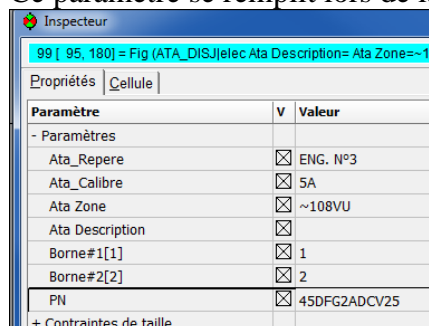 Inspecteur
99 [ 95, 180] = Fig (ATA_DISJ|elec Ata Description= Ata Zone=~1
Propriétés Cellule
Paramètre V Valeur
- Paramètres
Ata_Repere ENG. N°3
Ata_Calibre 5A
Ata Zone ~108VU
Ata Description
Borne#1[1] 1
Borne#2[2] 2
PN 45DFG2ADCV25
+ Contraintes de taille